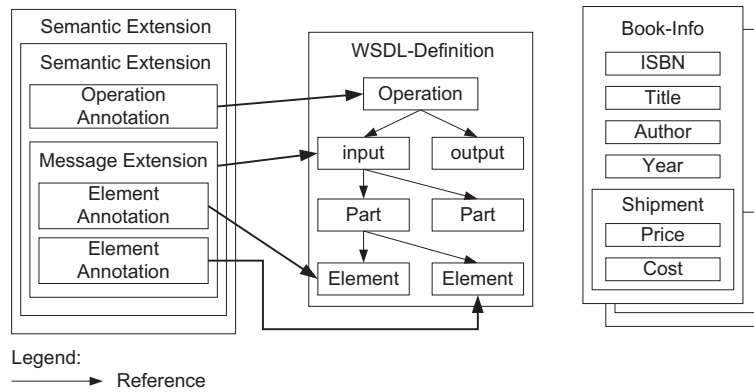 Semantic Extension
Semantic Extension
Operation
Annotation
Message Extension
Element
Annotation
Element
Annotation
WSDL-Definition
Operation
input
output
Part
Part
Element
Element
Book-Info
ISBN
Title
Author
Year
Shipment
Price
Cost
Legend:
Reference